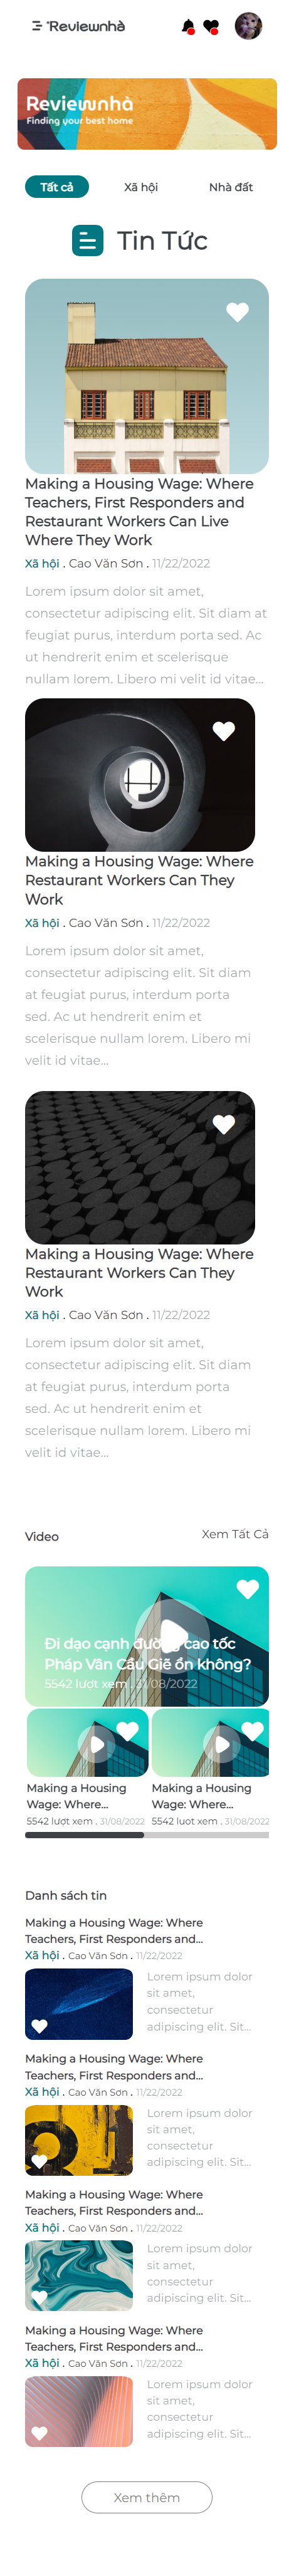 Reviewnhà
Reviewnhà
Finding your best home
Tất cả
Xã hội
Nhà đất
Tin Tức
Making a Housing Wage: Where
Teachers, First Responders and
Restaurant Workers Can Live
Where They Work
Xã hội . Cao Văn Sơn . 11/22/2022
Lorem ipsum dolor sit amet,
consectetur adipiscing elit. Sit diam at
feugiat purus, interdum porta sed. Ac
ut hendrerit enim et scelerisque
nullam lorem. Libero mi velit id vitae...
Making a Housing Wage: Where
Restaurant Workers Can They
Work
Xã hội . Cao Văn Sơn . 11/22/2022
Lorem ipsum dolor sit amet,
consectetur adipiscing elit. Sit diam
at feugiat purus, interdum porta
sed. Ac ut hendrerit enim et
scelerisque nullam lorem. Libero mi
velit id vitae...
Making a Housing Wage: Where
Restaurant Workers Can They
Work
Xã hội . Cao Văn Sơn . 11/22/2022
Lorem ipsum dolor sit amet,
consectetur adipiscing elit. Sit diam
at feugiat purus, interdum porta
sed. Ac ut hendrerit enim et
scelerisque nullam lorem. Libero mi
velit id vitae...
Video
Xem Tất Cả
Đi dạo cạnh đường cao tốc
Pháp Vân Cầu Giẽ ổn không?
5542 lượt xem . 31/08/2022
Making a Housing
Wage: Where...
5542 lượt xem . 31/08/2022
Making a Housing
Wage: Where...
5542 luot xem . 31/08/2022
Danh sách tin
Making a Housing Wage: Where
Teachers, First Responders and...
Xã hội . Cao Văn Sơn . 11/22/2022
Lorem ipsum dolor
sit amet,
consectetur
adipiscing elit. Sit...
Making a Housing Wage: Where
Teachers, First Responders and...
Xã hội . Cao Văn Sơn . 11/22/2022
Lorem ipsum dolor
sit amet,
consectetur
adipiscing elit. Sit...
Making a Housing Wage: Where
Teachers, First Responders and...
Xã hội . Cao Văn Sơn . 11/22/2022
Lorem ipsum dolor
sit amet,
consectetur
adipiscing elit. Sit...
Making a Housing Wage: Where
Teachers, First Responders and...
Xã hội . Cao Văn Sơn . 11/22/2022
Lorem ipsum dolor
sit amet,
consectetur
adipiscing elit. Sit...
Xem thêm